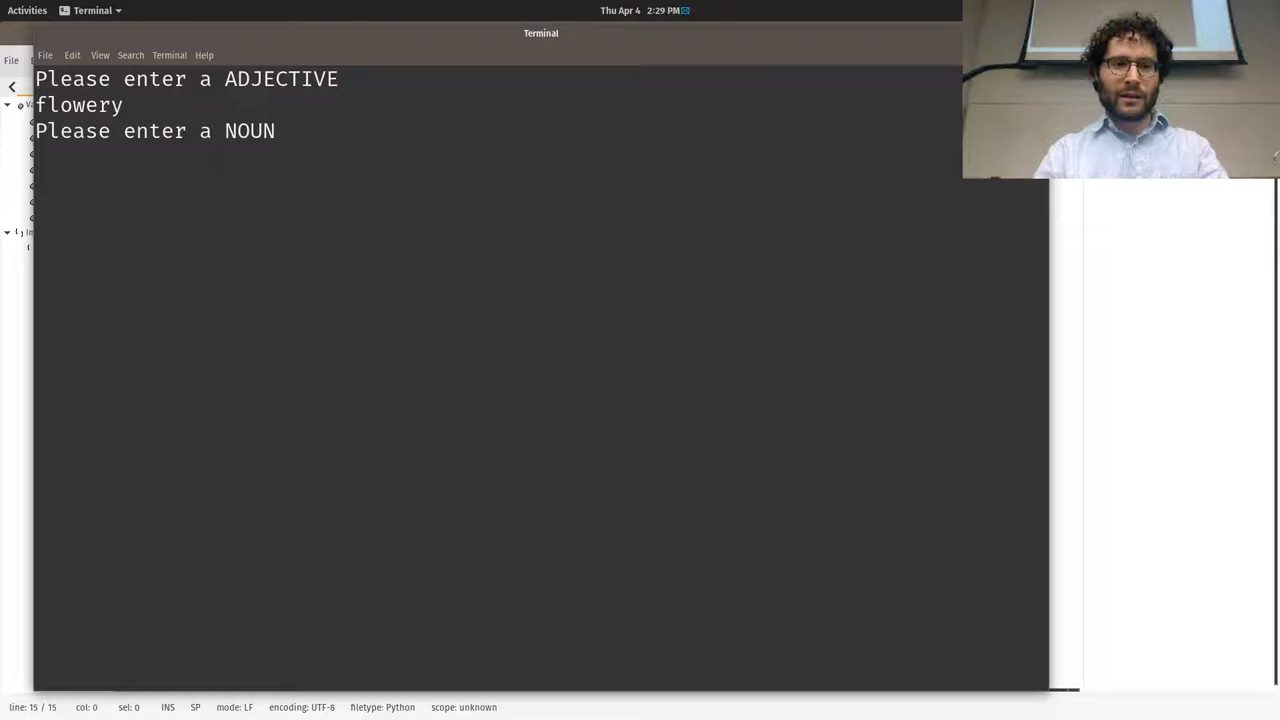 Activities Terminal Thu Apr 4 2:29 PM
Terminal
File Edit View Search Terminal Help
File
Please enter a ADJECTIVE
flowery
Please enter a NOUN
line: 15 / 15 col: 0 sel: 0 INS SP mode: LF encoding: UTF-8 filetype: Python scope: unknown